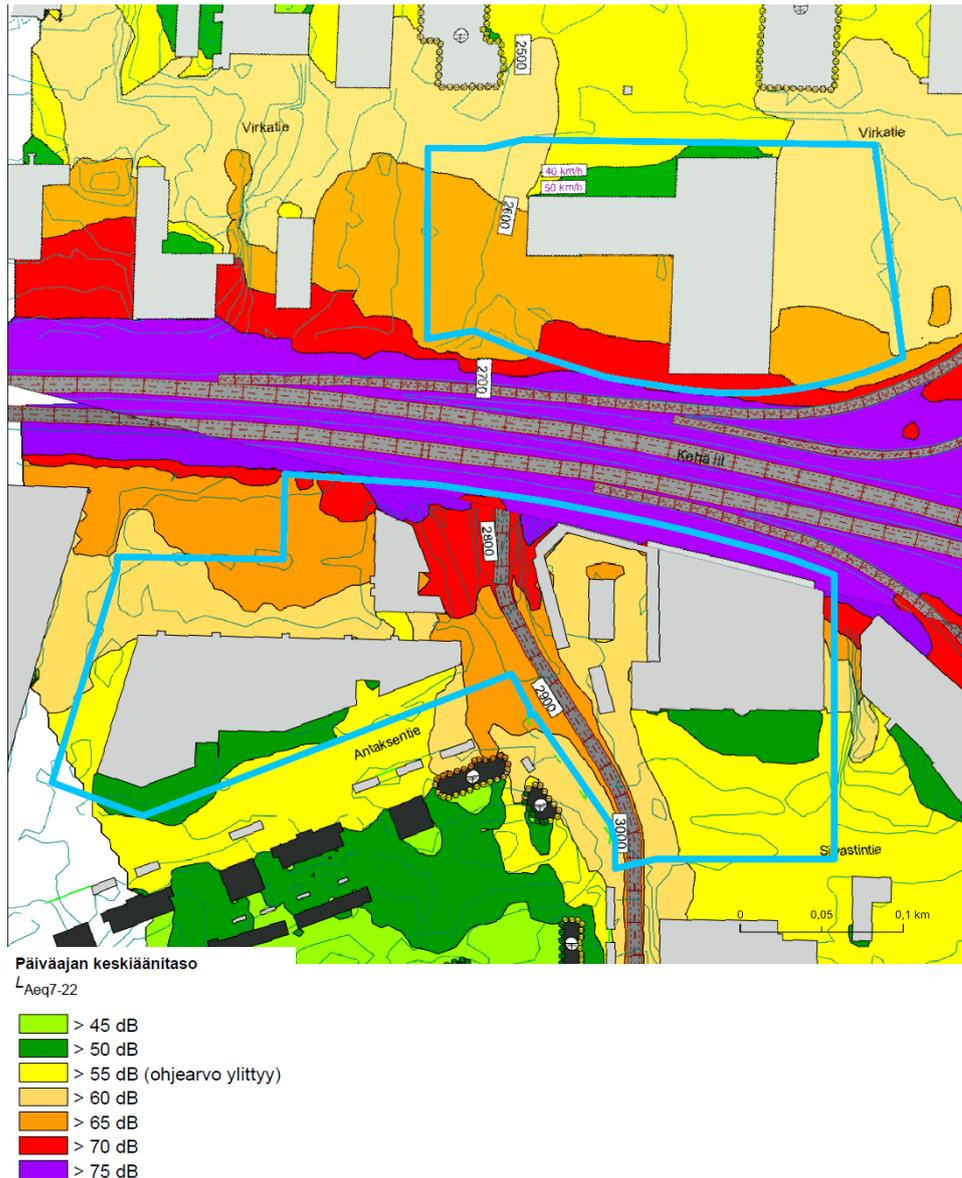 2500
Virkatie
Virkatie
40 km/h
50 km/h
2600
2700
Kehä III
2800
2900
Antaksentie
3000
Sivastintie
0 0,05 0,1 km
Päiväajan keskiäänitaso
LAeq7-22
> 45 dB
> 50 dB
> 55 dB (ohjearvo ylittyy)
> 60 dB
> 65 dB
> 70 dB
> 75 dB